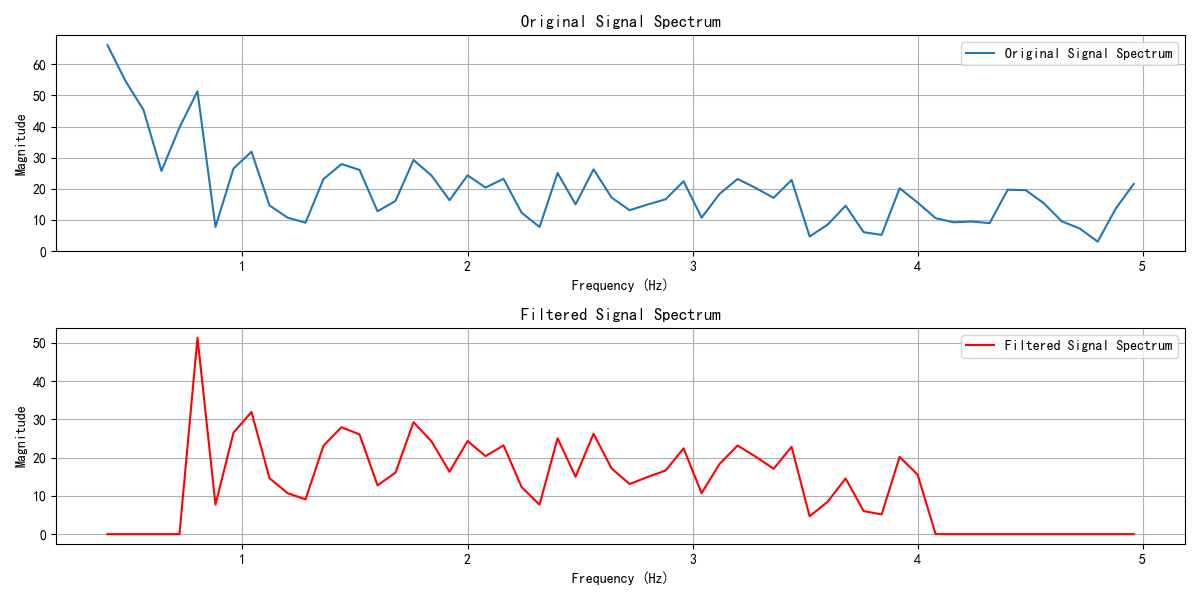 Original Signal Spectrum
Original Signal Spectrum
Magnitude
60
50
40
30
20
10
0
1 2 3 4 5
Frequency (Hz)
Filtered Signal Spectrum
Filtered Signal Spectrum
Magnitude
50
40
30
20
10
0
1 2 3 4 5
Frequency (Hz)